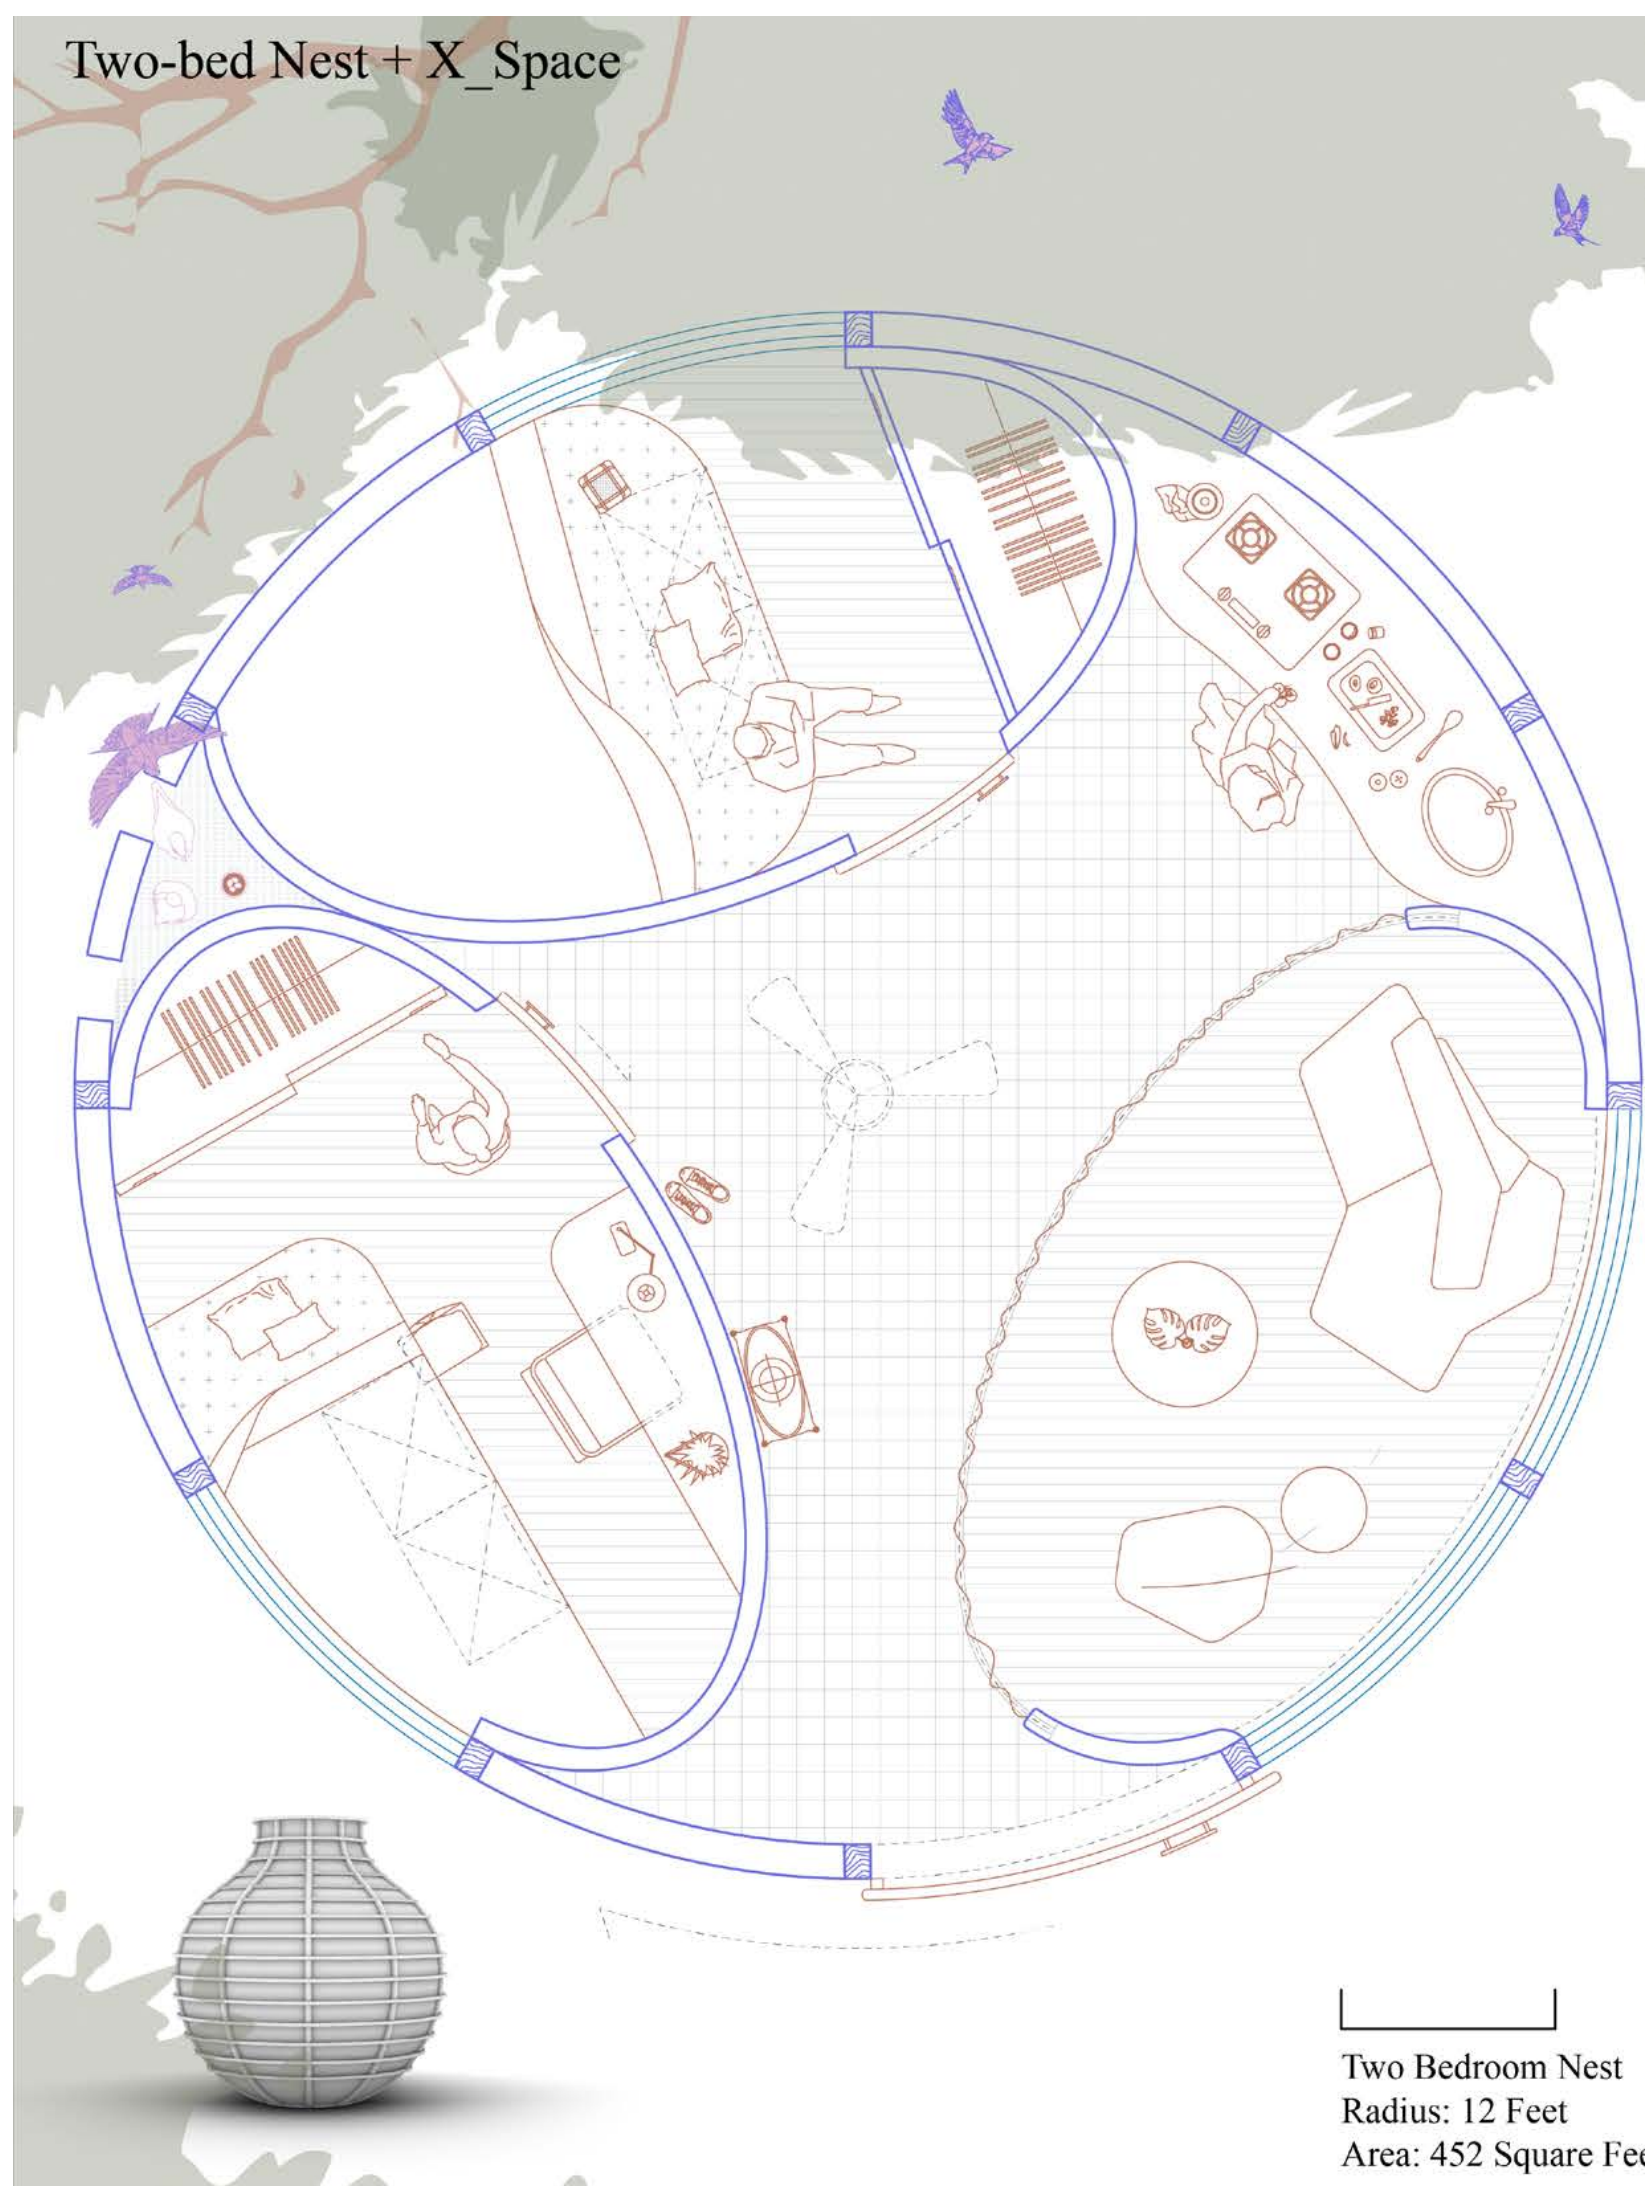 Two-bed Nest + X_Space
Two Bedroom Nest
Radius: 12 Feet
Area: 452 Square Fee